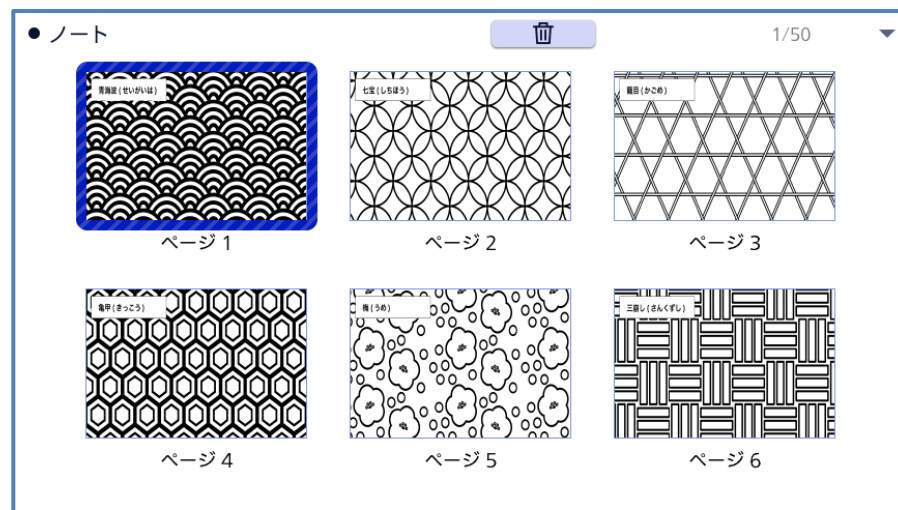 ノート
1/50
青海波 (せいがいは)
七宝 (しちほう)
籠目 (かごめ)
ページ 1
ページ 2
ページ 3
亀甲 (きっこう)
梅 (うめ)
三崩し (さんくずし)
ページ 4
ページ 5
ページ 6